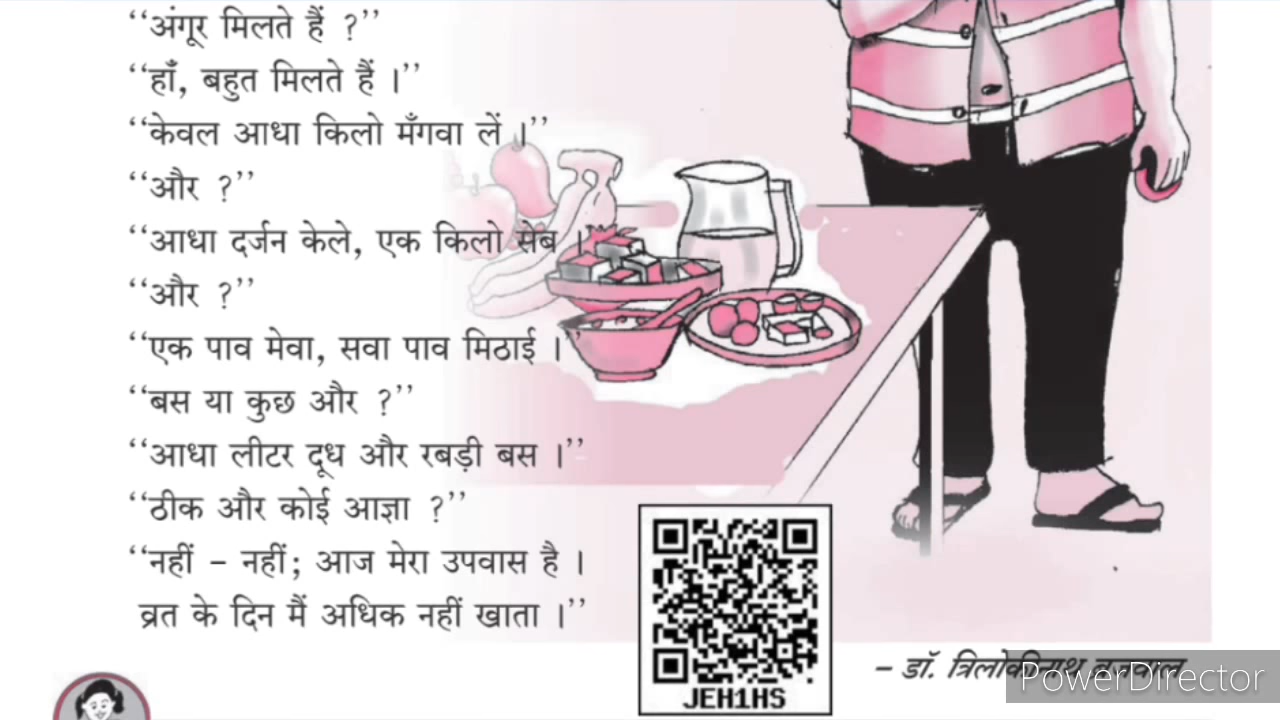 ‘‘अंगूर मिलते हैं ?’’
‘‘हाँ, बहुत मिलते हैं ।’’
‘‘केवल आधा किलो मँगवा लें ।’’
‘‘और ?’’
‘‘आधा दर्जन केले, एक किलो सेब ।’’
‘‘और ?’’
‘‘एक पाव मेवा, सवा पाव मिठाई ।’’
‘‘बस या कुछ और ?’’
‘‘आधा लीटर दूध और रबड़ी बस ।’’
‘‘ठीक और कोई आज्ञा ?’’
‘‘नहीं – नहीं; आज मेरा उपवास है ।
व्रत के दिन मैं अधिक नहीं खाता ।’’
JEH1HS
– डॉ. त्रिलोकीनाथ व्रजवाल
PowerDirector